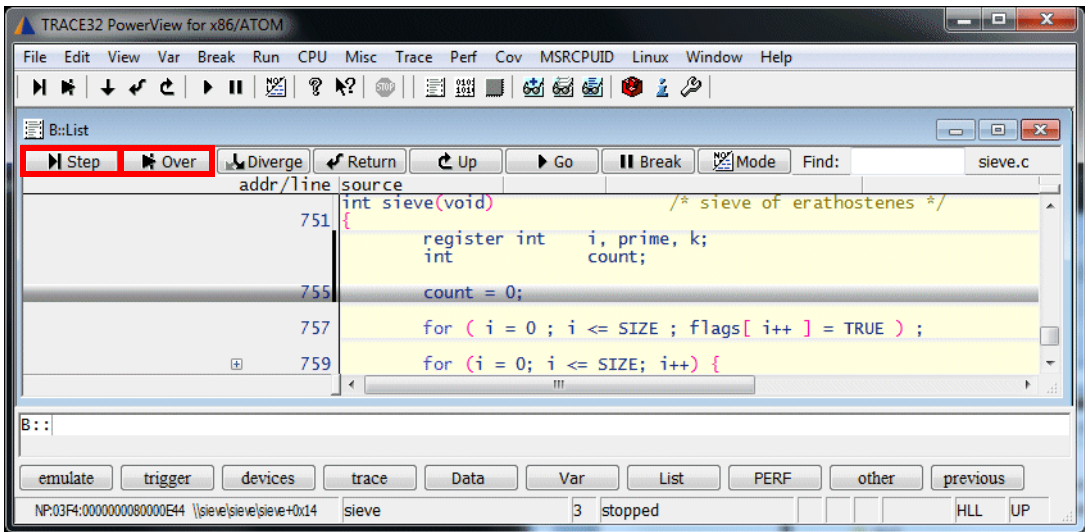 TRACE32 PowerView for x86/ATOM
File Edit View Var Break Run CPU Misc Trace Perf Cov MSRCPUID Linux Window Help
STOP
B::List
Step Over Diverge Return Up Go Break Mode Find: sieve.c
addr/line source
int sieve(void) /* sieve of erathostenes */
751 {
register int i, prime, k;
int count;
755 count = 0;
757 for ( i = 0 ; i <= SIZE ; flags[ i++ ] = TRUE ) ;
759 for (i = 0; i <= SIZE; i++) {
B::
emulate trigger devices trace Data Var List PERF other previous
NP:03F4:0000000080000E44 \\sieve\sieve\sieve+0x14 sieve 3 stopped HLL UP